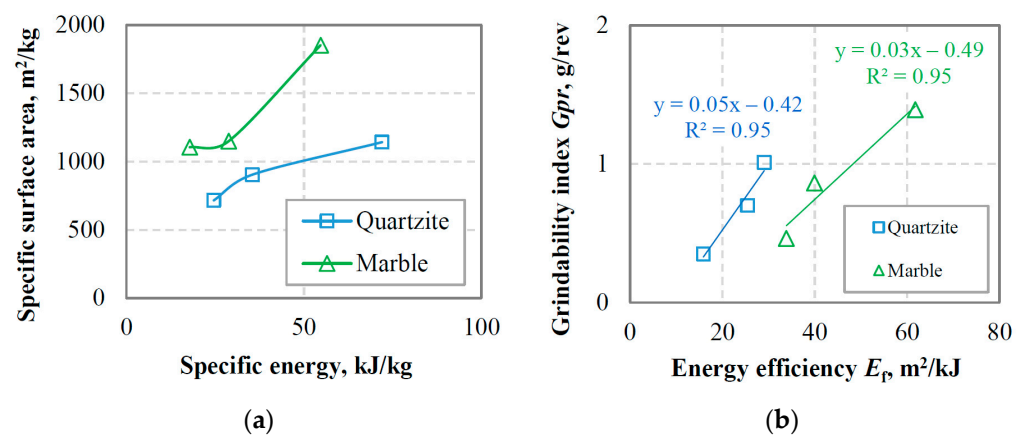 Specific surface area, m²/kg
2000
1500
1000
500
0
0
50
100
Quartzite
Marble
Specific energy, kJ/kg
(a)
Grindability index Gpr, g/rev
2
1
0
0
20
40
60
80
y = 0.05x – 0.42
R² = 0.95
y = 0.03x – 0.49
R² = 0.95
Quartzite
Marble
Energy efficiency Ef, m²/kJ
(b)